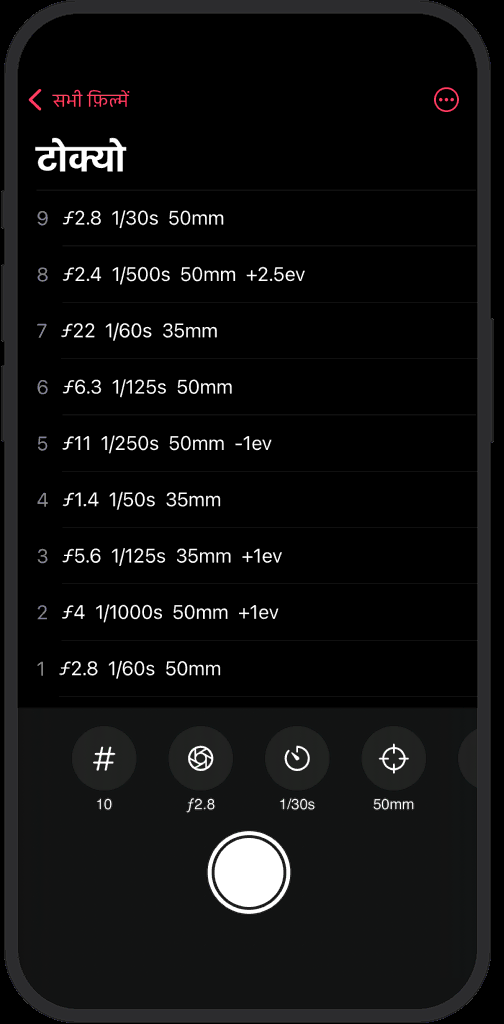 सभी फ़िल्में
टोक्यो
9 ƒ2.8 1/30s 50mm
8 ƒ2.4 1/500s 50mm +2.5ev
7 ƒ22 1/60s 35mm
6 ƒ6.3 1/125s 50mm
5 ƒ11 1/250s 50mm -1ev
4 ƒ1.4 1/50s 35mm
3 ƒ5.6 1/125s 35mm +1ev
2 ƒ4 1/1000s 50mm +1ev
1 ƒ2.8 1/60s 50mm
#
10 ƒ2.8 1/30s 50mm